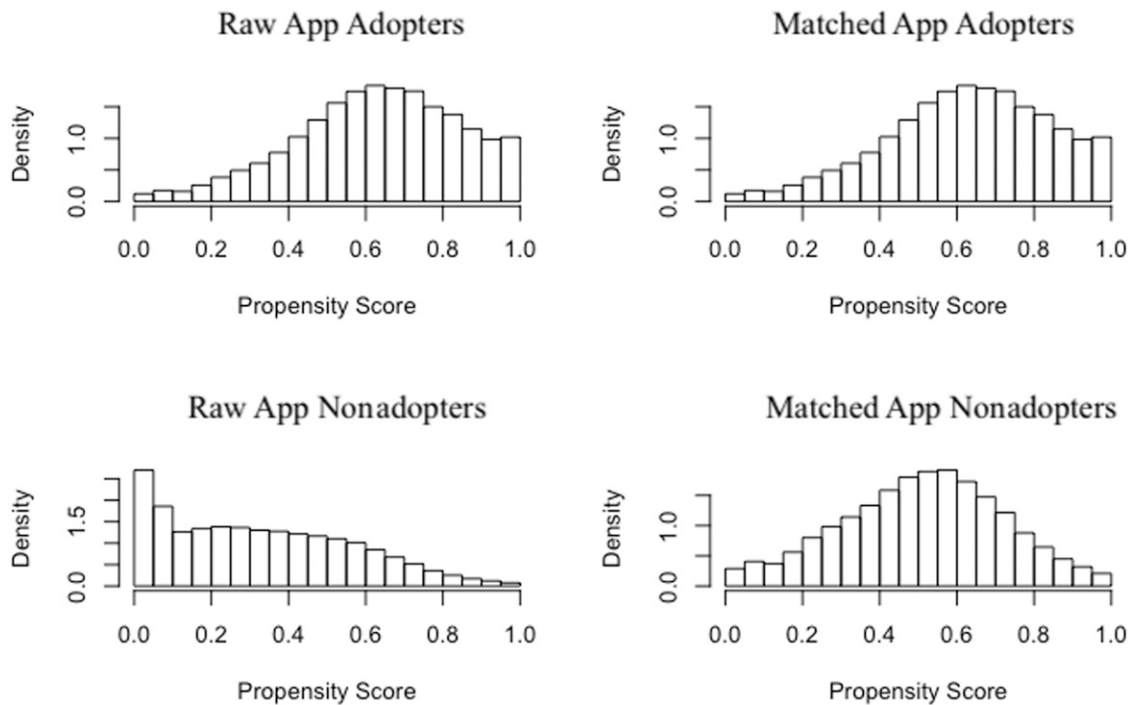 Raw App Adopters
Density
0.0 1.0
0.0 0.2 0.4 0.6 0.8 1.0
Propensity Score
Matched App Adopters
Density
0.0 1.0
0.0 0.2 0.4 0.6 0.8 1.0
Propensity Score
Raw App Nonadopters
Density
0.0 1.5
0.0 0.2 0.4 0.6 0.8 1.0
Propensity Score
Matched App Nonadopters
Density
0.0 1.0
0.0 0.2 0.4 0.6 0.8 1.0
Propensity Score